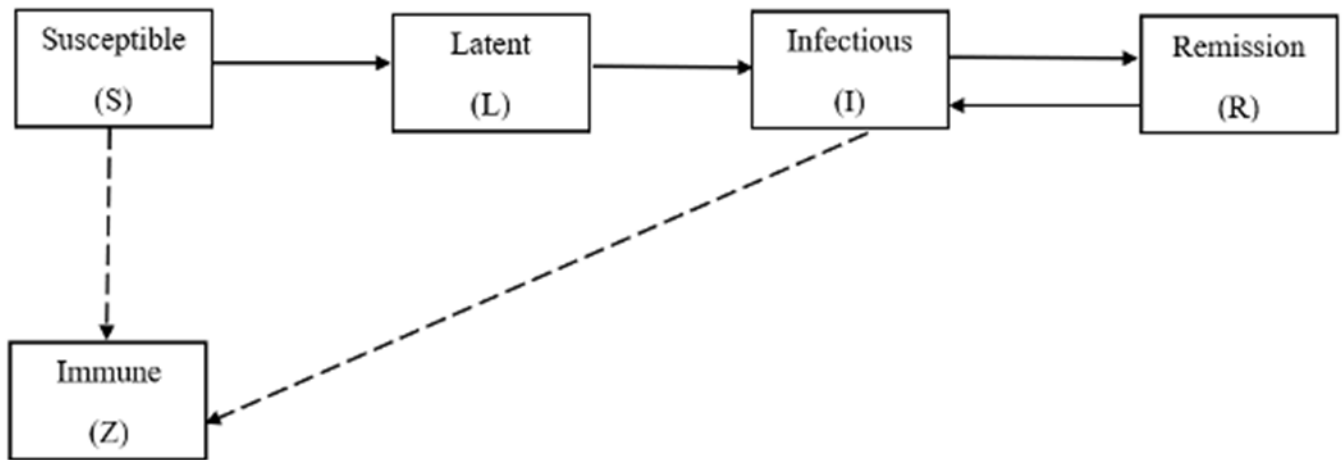 Susceptible
(S)
Latent
(L)
Infectious
(I)
Remission
(R)
Immune
(Z)